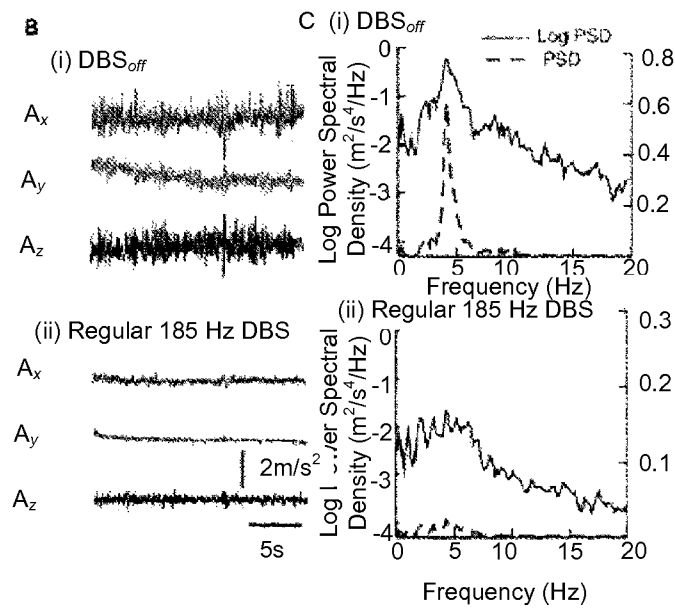 B
(i) DBSoff
Ax
Ay
Az
(ii) Regular 185 Hz DBS
Ax
Ay
2m/s²
Az
5s
C (i) DBSoff
Log PSD
PSD
Log Power Spectral
Density (m²/s⁴/Hz)
0
-1
-2
-3
-4
0.8
0.6
0.4
0.2
0 5 10 15 20
Frequency (Hz)
(ii) Regular 185 Hz DBS
Log Power Spectral
Density (m²/s⁴/Hz)
0
-1
-2
-3
-4
0.3
0.2
0.1
0 5 10 15 20
Frequency (Hz)